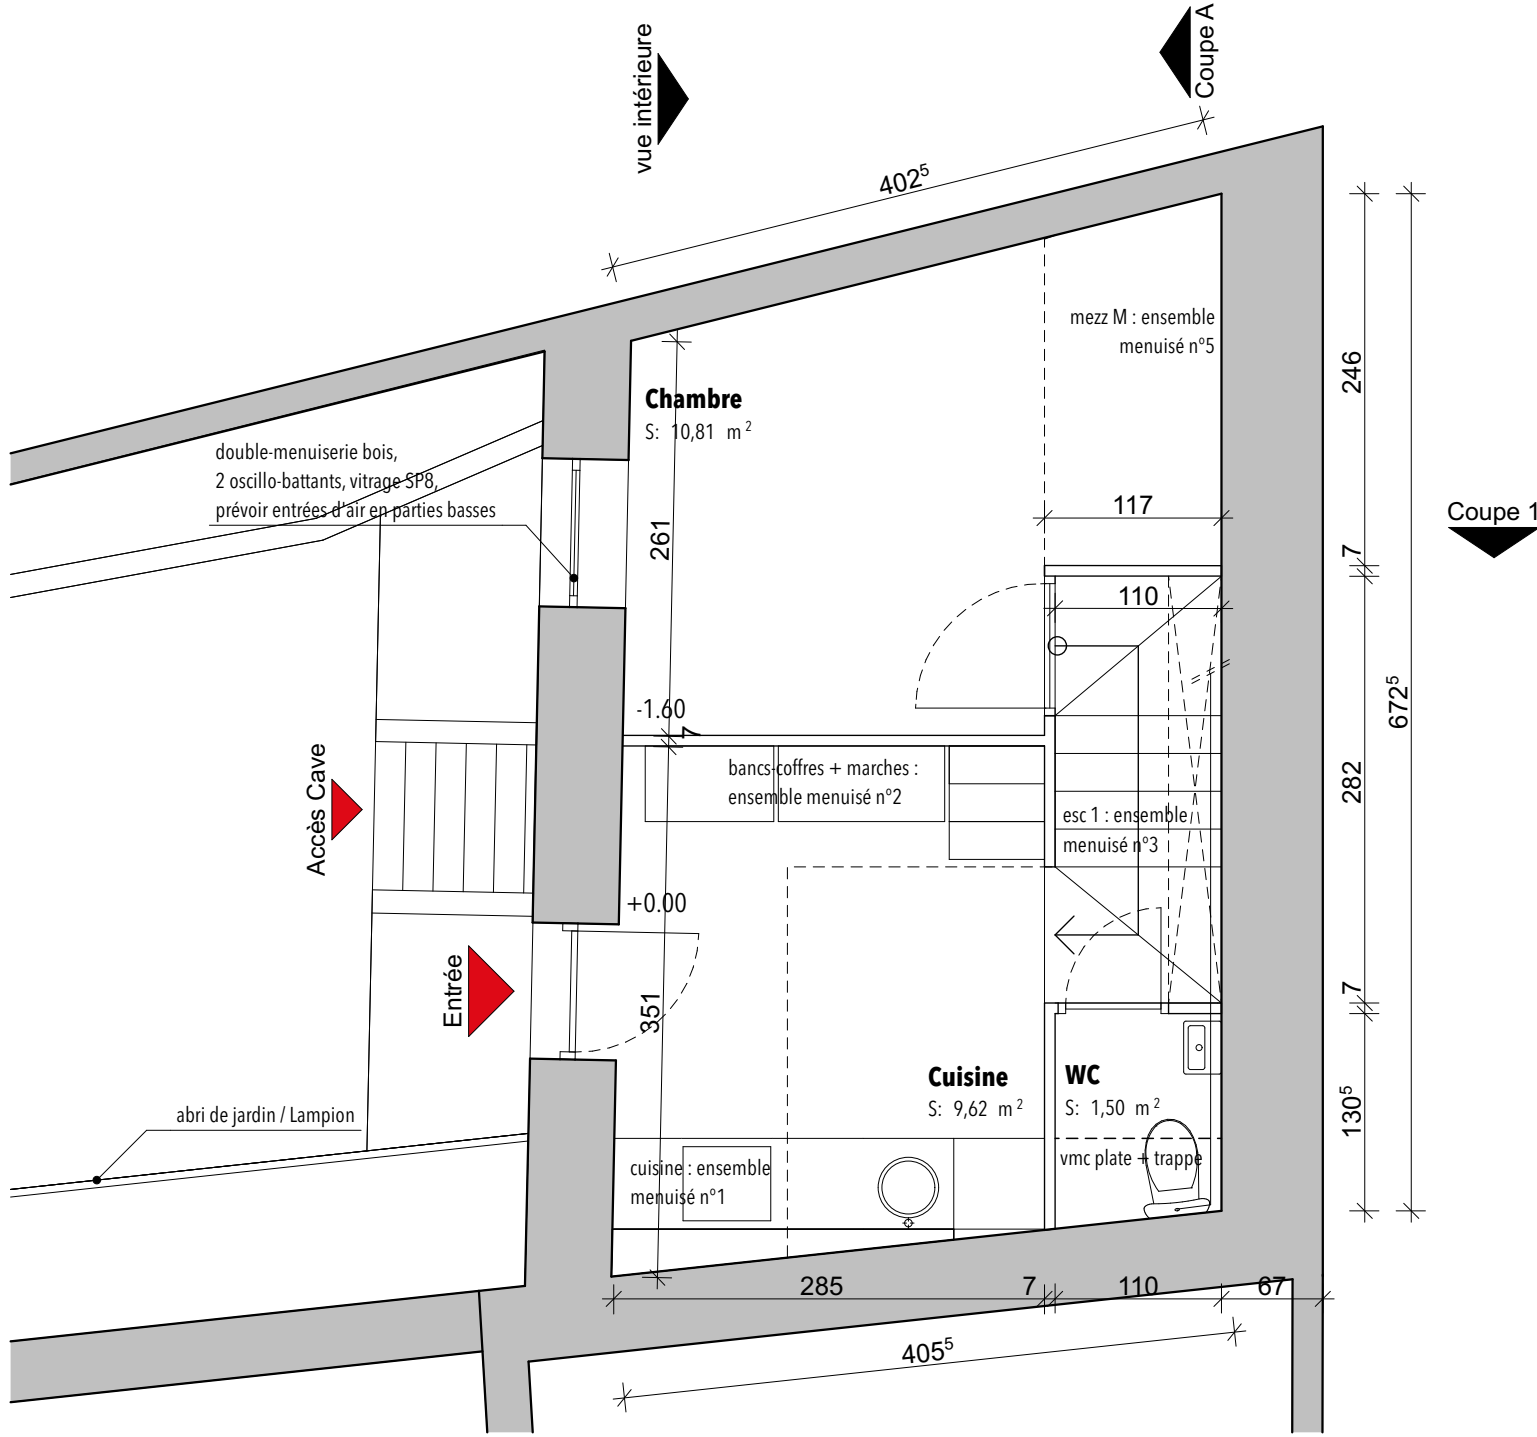 vue intérieure
Coupe A
402⁵
mezz M : ensemble
menuisé n°5
246
Chambre
S: 10,81 m²
double-menuiserie bois,
2 oscillo-battants, vitrage SP8,
prévoir entrées d'air en parties basses
117
Coupe 1
261
7
110
672⁵
-1.60
7
bancs-coffres + marches :
ensemble menuisé n°2
282
Accès Cave
esc 1 : ensemble
menuisé n°3
+0.00
Entrée
351
7
Cuisine
S: 9,62 m²
WC
S: 1,50 m²
130⁵
abri de jardin / Lampion
vmc plate + trappe
cuisine : ensemble
menuisé n°1
285
7
110
67
405⁵